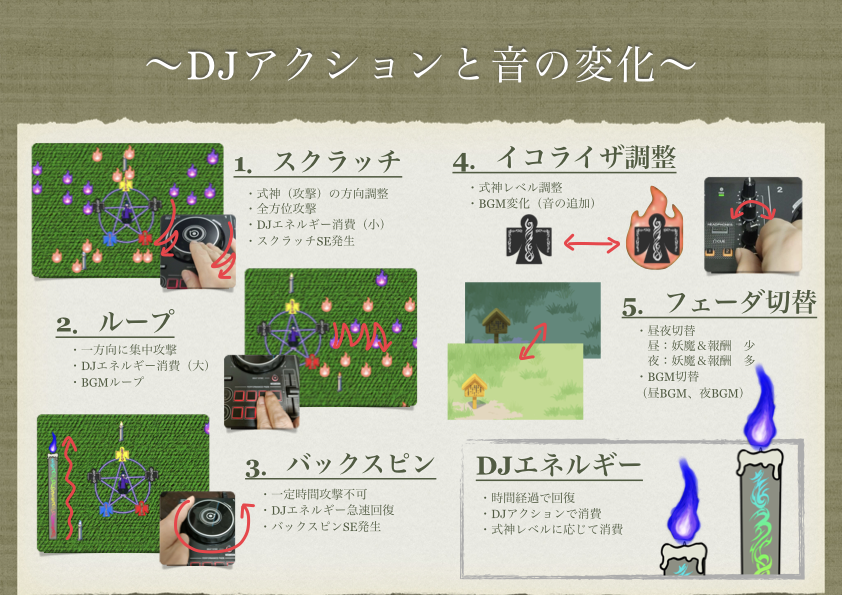 ～DJアクションと音の変化～
1. スクラッチ
・式神（攻撃）の方向調整
・全方位攻撃
・DJエネルギー消費（小）
・スクラッチSE発生
2. ループ
・一方向に集中攻撃
・DJエネルギー消費（大）
・BGMループ
3. バックスピン
・一定時間攻撃不可
・DJエネルギー急速回復
・バックスピンSE発生
4. イコライザ調整
・式神レベル調整
・BGM変化（音の追加）
2
5. フェーダ切替
・昼夜切替
昼：妖魔＆報酬　少
夜：妖魔＆報酬　多
・BGM切替
（昼BGM、夜BGM）
DJエネルギー
・時間経過で回復
・DJアクションで消費
・式神レベルに応じて消費